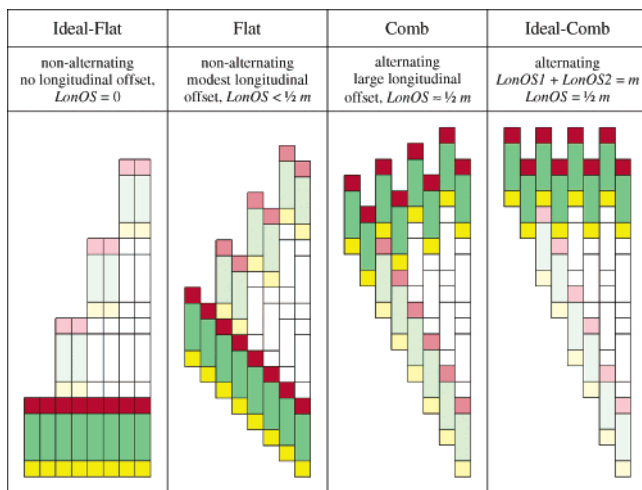 Ideal-Flat
Flat
Comb
Ideal-Comb
non-alternating
no longitudinal offset,
LonOS = 0
non-alternating
modest longitudinal
offset, LonOS < ½ m
alternating
large longitudinal
offset, LonOS ≈ ½ m
alternating
LonOS1 + LonOS2 = m
LonOS = ½ m